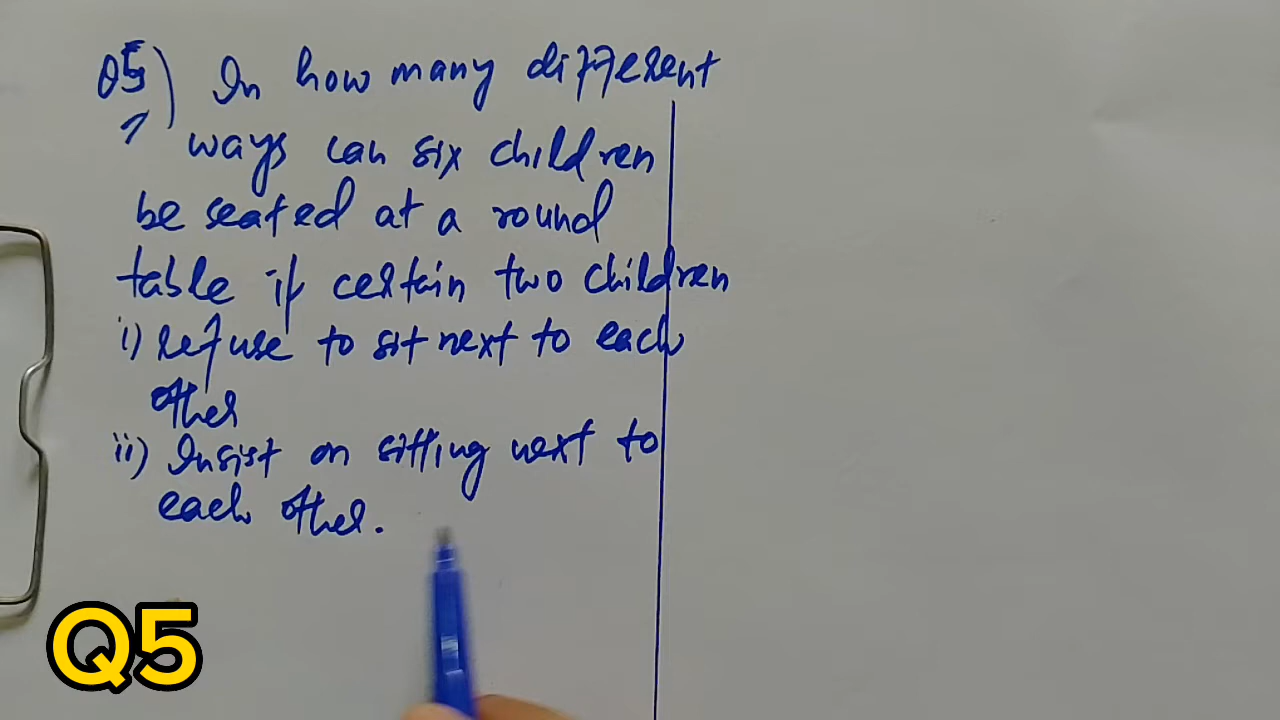 Q5) In how many different
ways can six children
be seated at a round
table if certain two children
i) refuse to sit next to each
other
ii) Insist on sitting next to
each other.
Q5